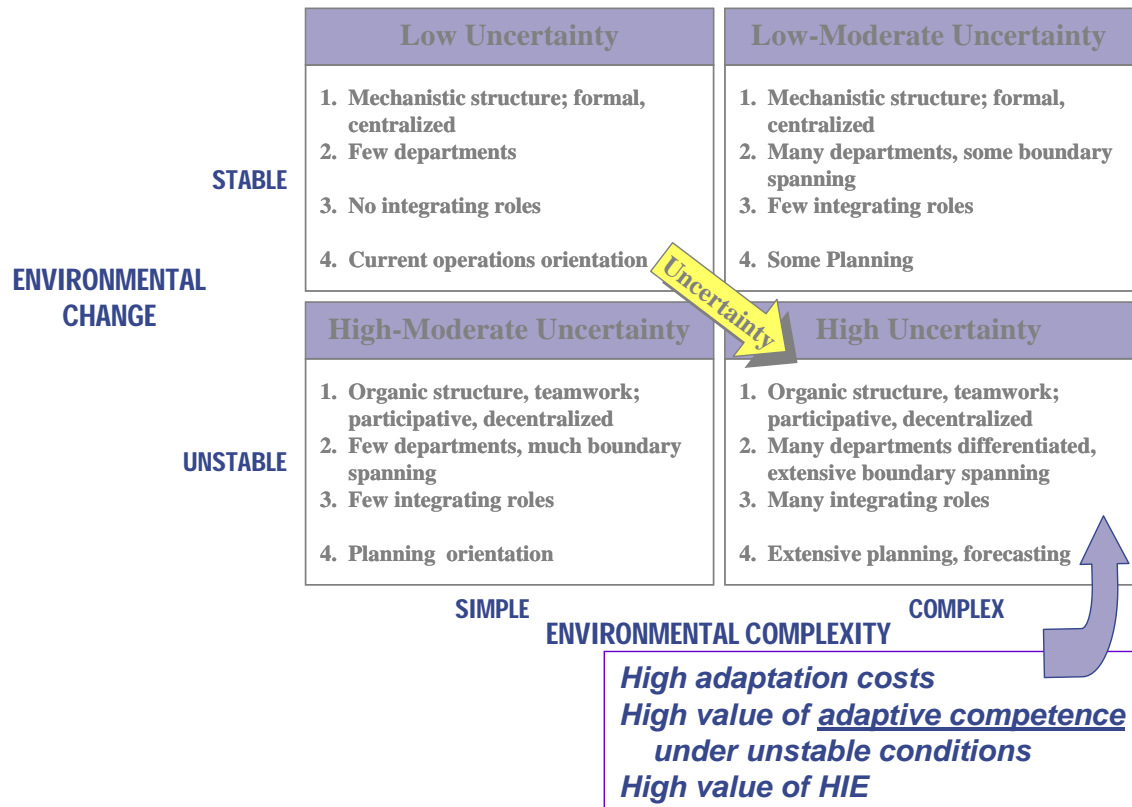 Low Uncertainty
1. Mechanistic structure; formal,
centralized
2. Few departments
3. No integrating roles
4. Current operations orientation
Low-Moderate Uncertainty
1. Mechanistic structure; formal,
centralized
2. Many departments, some boundary
spanning
3. Few integrating roles
4. Some Planning
STABLE
Uncertainty
ENVIRONMENTAL
CHANGE
High-Moderate Uncertainty
1. Organic structure, teamwork;
participative, decentralized
2. Few departments, much boundary
spanning
3. Few integrating roles
4. Planning orientation
High Uncertainty
1. Organic structure, teamwork;
participative, decentralized
2. Many departments differentiated,
extensive boundary spanning
3. Many integrating roles
4. Extensive planning, forecasting
UNSTABLE
SIMPLE
COMPLEX
ENVIRONMENTAL COMPLEXITY
High adaptation costs
High value of adaptive competence
under unstable conditions
High value of HIE